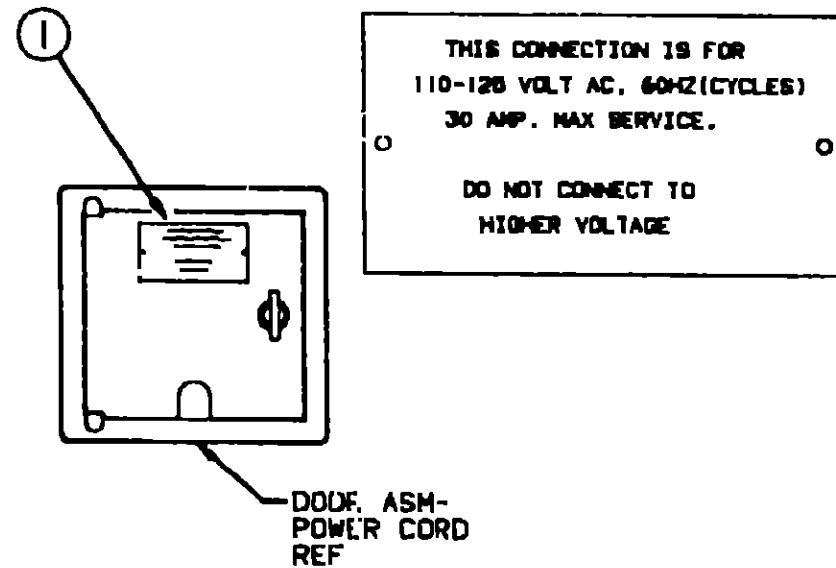 1
THIS CONNECTION IS FOR
110-125 VOLT AC, 60HZ(CYCLES)
30 AMP. MAX SERVICE.
DO NOT CONNECT TO
HIGHER VOLTAGE
DOOR ASM-
POWER CORD
REF